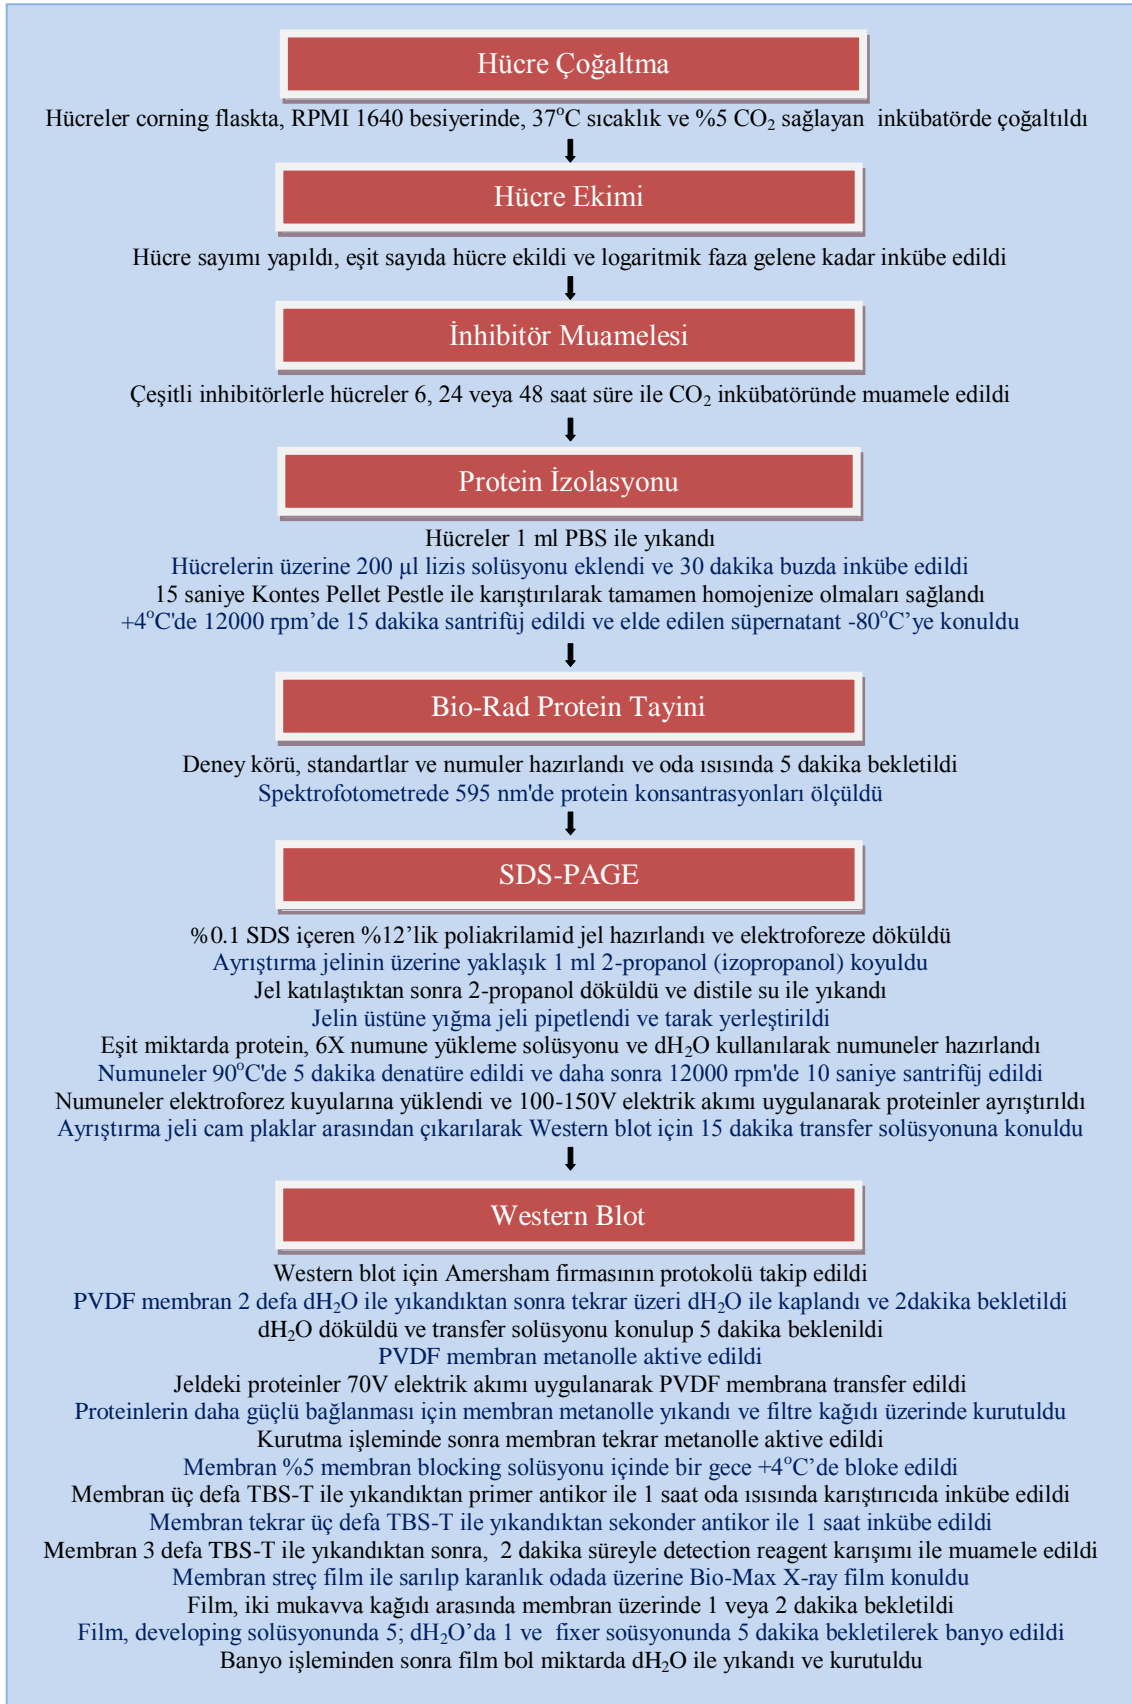 Hücre Çoğaltma
Hücreler corning flaskta, RPMI 1640 besiyerinde, 37°C sıcaklık ve %5 CO₂ sağlayan inkübatörde çoğaltıldı
Hücre Ekimi
Hücre sayımı yapıldı, eşit sayıda hücre ekildi ve logaritmik faza gelene kadar inkübe edildi
İnhibitör Muamelesi
Çeşitli inhibitörlerle hücreler 6, 24 veya 48 saat süre ile CO₂ inkübatöründe muamele edildi
Protein İzolasyonu
Hücreler 1 ml PBS ile yıkandı
Hücrelerin üzerine 200 µl lizis solüsyonu eklendi ve 30 dakika buzda inkübe edildi
15 saniye Kontes Pellet Pestle ile karıştırılarak tamamen homojenize olmaları sağlandı
+4°C'de 12000 rpm’de 15 dakika santrifüj edildi ve elde edilen süpernatant -80°C’ye konuldu
Bio-Rad Protein Tayini
Deney körü, standartlar ve numuler hazırlandı ve oda ısısında 5 dakika bekletildi
Spektrofotometrede 595 nm'de protein konsantrasyonları ölçüldü
SDS-PAGE
%0.1 SDS içeren %12’lik poliakrilamid jel hazırlandı ve elektroforeze döküldü
Ayrıştırma jelinin üzerine yaklaşık 1 ml 2-propanol (izopropanol) koyuldu
Jel katılaştıktan sonra 2-propanol döküldü ve distile su ile yıkandı
Jelin üstüne yığma jeli pipetlendi ve tarak yerleştirildi
Eşit miktarda protein, 6X numune yükleme solüsyonu ve dH₂O kullanılarak numuneler hazırlandı
Numuneler 90°C'de 5 dakika denatüre edildi ve daha sonra 12000 rpm'de 10 saniye santrifüj edildi
Numuneler elektroforez kuyularına yüklendi ve 100-150V elektrik akımı uygulanarak proteinler ayrıştırıldı
Ayrıştırma jeli cam plaklar arasından çıkarılarak Western blot için 15 dakika transfer solüsyonuna konuldu
Western Blot
Western blot için Amersham firmasının protokolü takip edildi
PVDF membran 2 defa dH₂O ile yıkandıktan sonra tekrar üzeri dH₂O ile kaplandı ve 2dakika bekletildi
dH₂O döküldü ve transfer solüsyonu konulup 5 dakika beklenildi
PVDF membran metanolle aktive edildi
Jeldeki proteinler 70V elektrik akımı uygulanarak PVDF membrana transfer edildi
Proteinlerin daha güçlü bağlanması için membran metanolle yıkandı ve filtre kağıdı üzerinde kurutuldu
Kurutma işleminde sonra membran tekrar metanolle aktive edildi
Membran %5 membran blocking solüsyonu içinde bir gece +4°C’de bloke edildi
Membran üç defa TBS-T ile yıkandıktan primer antikor ile 1 saat oda ısısında karıştırıcıda inkübe edildi
Membran tekrar üç defa TBS-T ile yıkandıktan sekonder antikor ile 1 saat inkübe edildi
Membran 3 defa TBS-T ile yıkandıktan sonra, 2 dakika süreyle detection reagent karışımı ile muamele edildi
Membran streç film ile sarılıp karanlık odada üzerine Bio-Max X-ray film konuldu
Film, iki mukavva kağıdı arasında membran üzerinde 1 veya 2 dakika bekletildi
Film, developing solüsyonunda 5; dH₂O’da 1 ve fixer soüsyonunda 5 dakika bekletilerek banyo edildi
Banyo işleminden sonra film bol miktarda dH₂O ile yıkandı ve kurutuldu